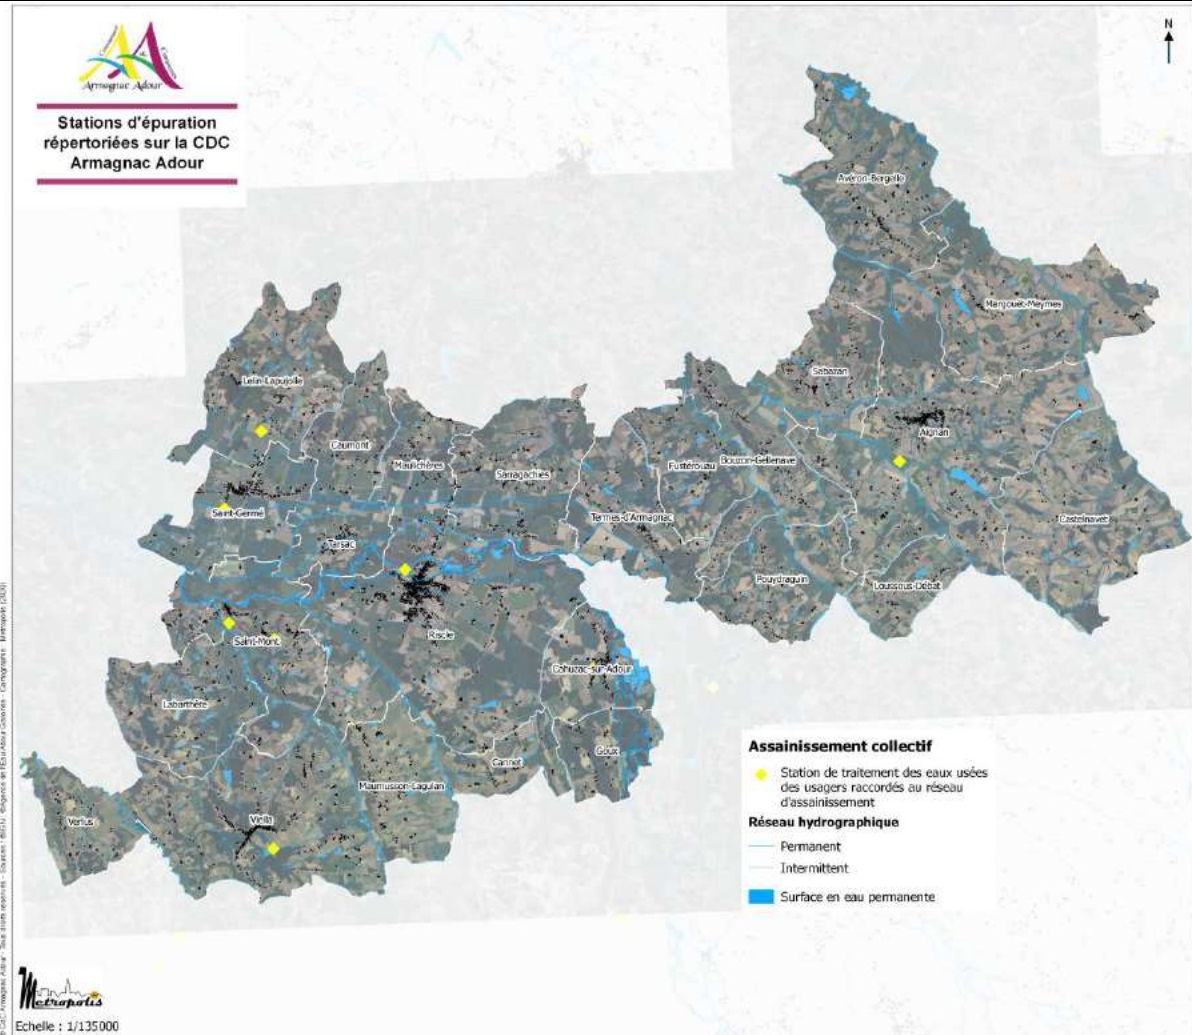 Armagnac Adour
Stations d'épuration
répertoriées sur la CDC
Armagnac Adour
N
Avéron-Bergelle
Margouët-Meymes
Sabazan
Lelin-Lapujolle
Aignan
Caumont
Maulichères
Sarragachies
Fustérouau
Bouzon-Gellenave
Saint-Germé
Termes-d'Armagnac
Castelnavet
Tarsac
Pouydraguin
Loussous-Débat
Riscle
Saint-Mont
Cahuzac-sur-Adour
Labarthète
Goux
Cannet
Maumusson-Laguian
Verlus
Viella
Assainissement collectif
Station de traitement des eaux usées
des usagers raccordés au réseau
d'assainissement
Réseau hydrographique
Permanent
Intermittent
Surface en eau permanente
Metropolis
Echelle : 1/135000